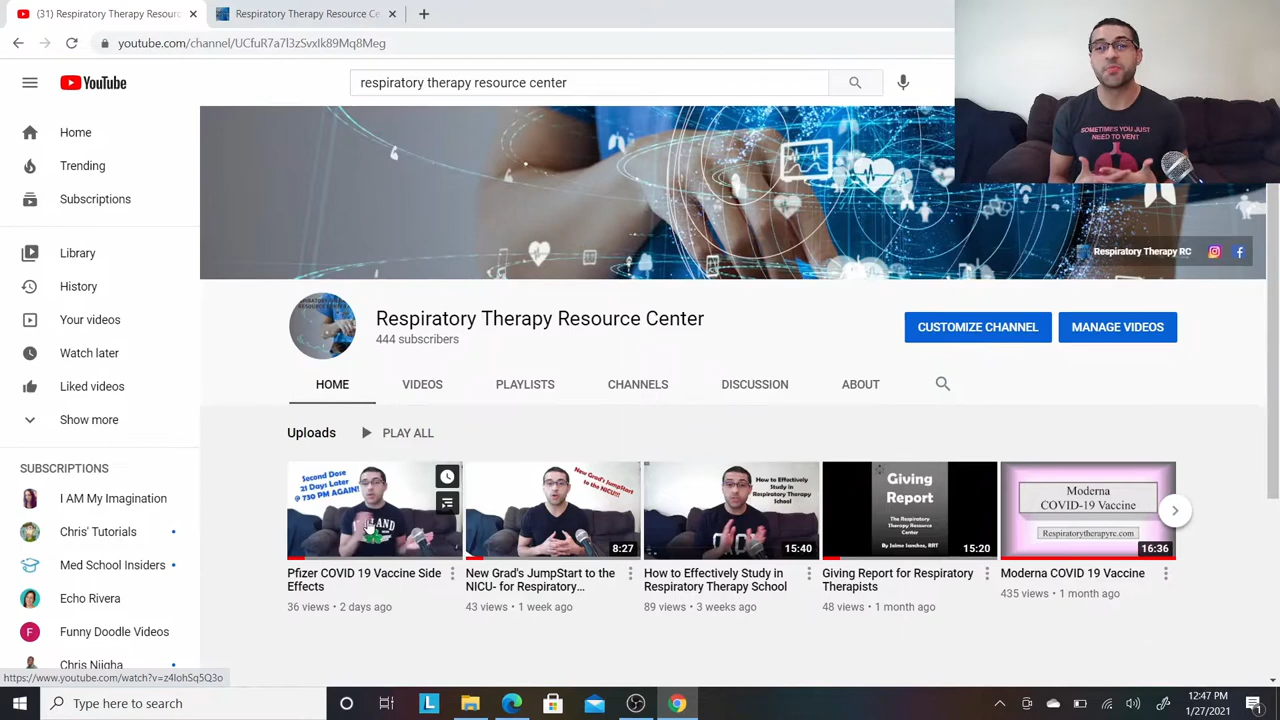 (31) Respiratory Therapy Resourc
Respiratory Therapy Resource Ce
youtube.com/channel/UCfuR7a7l3zSvxIk89Mq8Meg
YouTube
respiratory therapy resource center
SOMETIMES YOU JUST
NEED TO VENT
Home
Trending
Subscriptions
Library
History
Your videos
Watch later
Liked videos
Show more
SUBSCRIPTIONS
I AM My Imagination
Chris' Tutorials
Med School Insiders
Echo Rivera
F
Funny Doodle Videos
Chris Njigha
Respiratory Therapy RC
Respiratory Therapy Resource Center
444 subscribers
CUSTOMIZE CHANNEL
MANAGE VIDEOS
HOME
VIDEOS
PLAYLISTS
CHANNELS
DISCUSSION
ABOUT
Uploads
PLAY ALL
Second Dose
21 Days Later
@ 730 PM AGAIN!
Pfizer COVID 19 Vaccine Side
Effects
36 views • 2 days ago
New Grad's JumpStart
to the NICU!!!
8:27
New Grad's JumpStart to the
NICU- for Respiratory...
43 views • 1 week ago
How to Effectively
Study in
Respiratory Therapy
School
15:40
How to Effectively Study in
Respiratory Therapy School
89 views • 3 weeks ago
Giving
Report
The Respiratory
Therapy Resource
Center
By Jaime Sanchez, RRT
15:20
Giving Report for Respiratory
Therapists
48 views • 1 month ago
Moderna
COVID-19 Vaccine
Respiratorytherapyrc.com
16:36
Moderna COVID 19 Vaccine
435 views • 1 month ago
https://www.youtube.com/watch?v=z4lohSq5Q3o
Type here to search
L
12:47 PM
1/27/2021
1